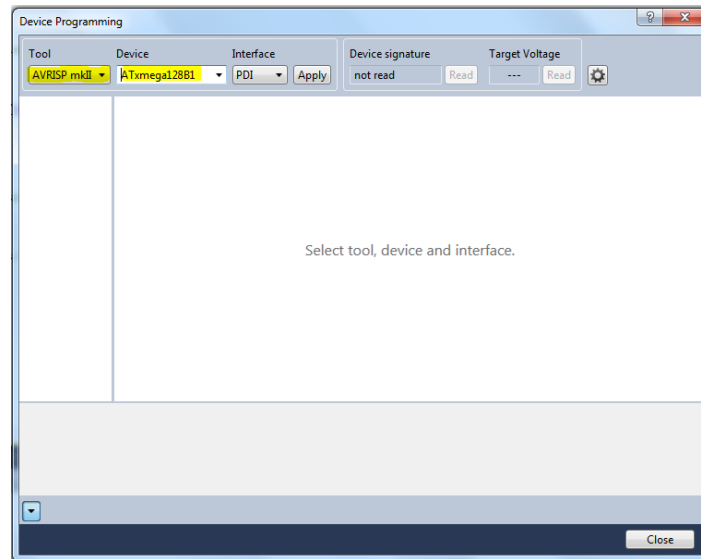 Device Programming
Tool Device Interface Device signature Target Voltage
AVRISP mkII ATxmega128B1 PDI Apply not read Read --- Read
Select tool, device and interface.
Close